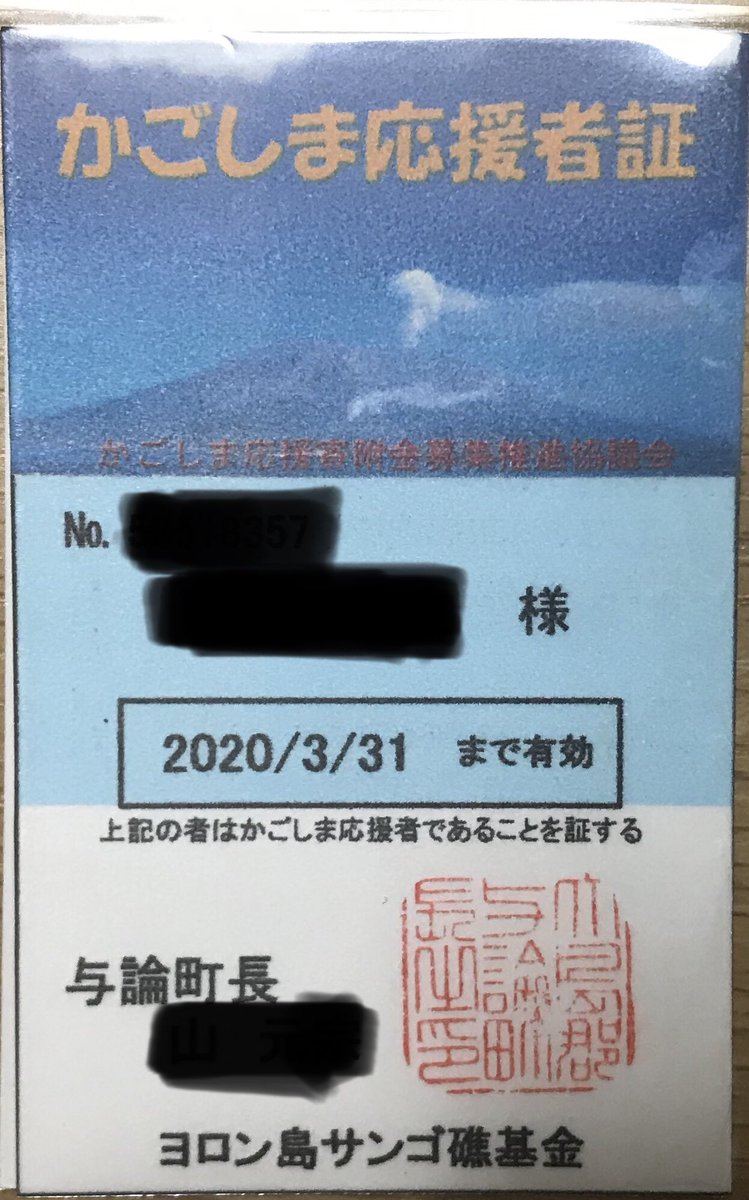 かごしま応援者証
かごしま応援寄附金募集推進協議会
No.
様
2020/3/31 まで有効
上記の者はかごしま応援者であることを証する
与論町長
ヨロン島サンゴ礁基金